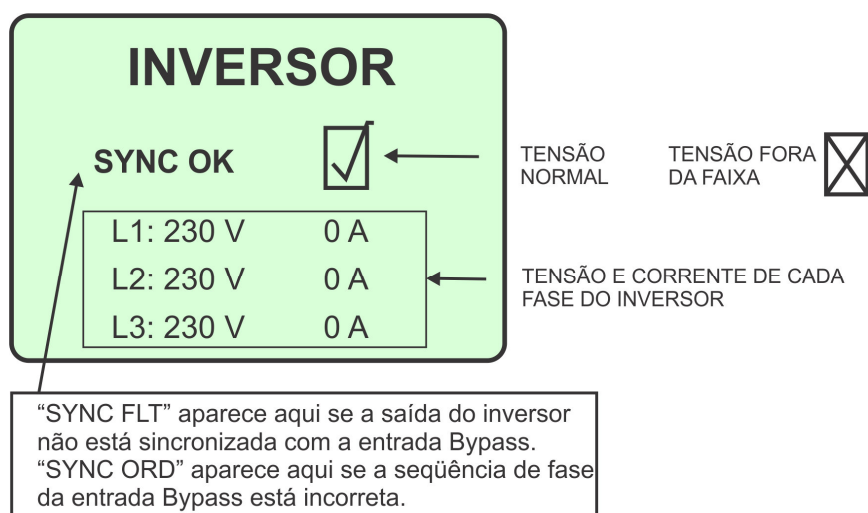 INVERSOR
SYNC OK
TENSÃO
NORMAL
TENSÃO FORA
DA FAIXA
L1: 230 V 0 A
L2: 230 V 0 A
L3: 230 V 0 A
TENSÃO E CORRENTE DE CADA
FASE DO INVERSOR
“SYNC FLT” aparece aqui se a saída do inversor
não está sincronizada com a entrada Bypass.
“SYNC ORD” aparece aqui se a seqüência de fase
da entrada Bypass está incorreta.